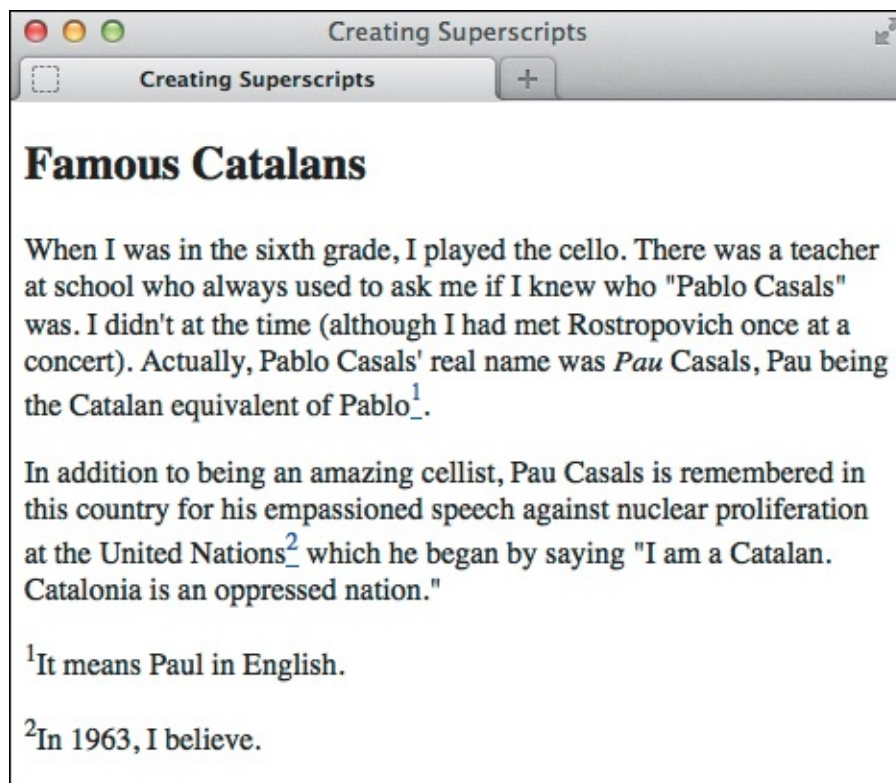 Creating Superscripts
Creating Superscripts
Famous Catalans
When I was in the sixth grade, I played the cello. There was a teacher
at school who always used to ask me if I knew who "Pablo Casals"
was. I didn't at the time (although I had met Rostropovich once at a
concert). Actually, Pablo Casals' real name was Pau Casals, Pau being
the Catalan equivalent of Pablo¹.
In addition to being an amazing cellist, Pau Casals is remembered in
this country for his empassioned speech against nuclear proliferation
at the United Nations² which he began by saying "I am a Catalan.
Catalonia is an oppressed nation."
¹It means Paul in English.
²In 1963, I believe.